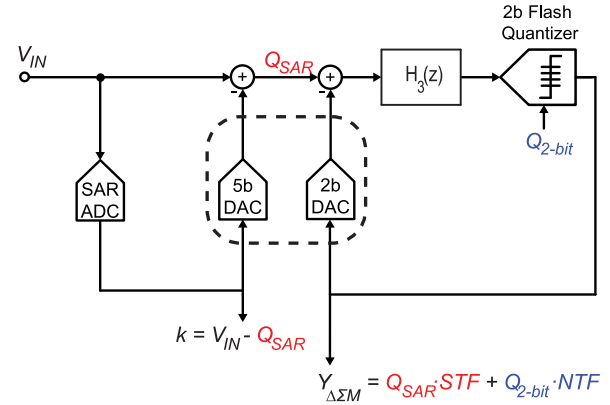 2b Flash
Quantizer
V_IN
Q_SAR
+
+
-
-
H_3(z)
Q_2-bit
SAR
ADC
5b
DAC
2b
DAC
k = V_IN - Q_SAR
Y_ΔΣM = Q_SAR·STF + Q_2-bit·NTF